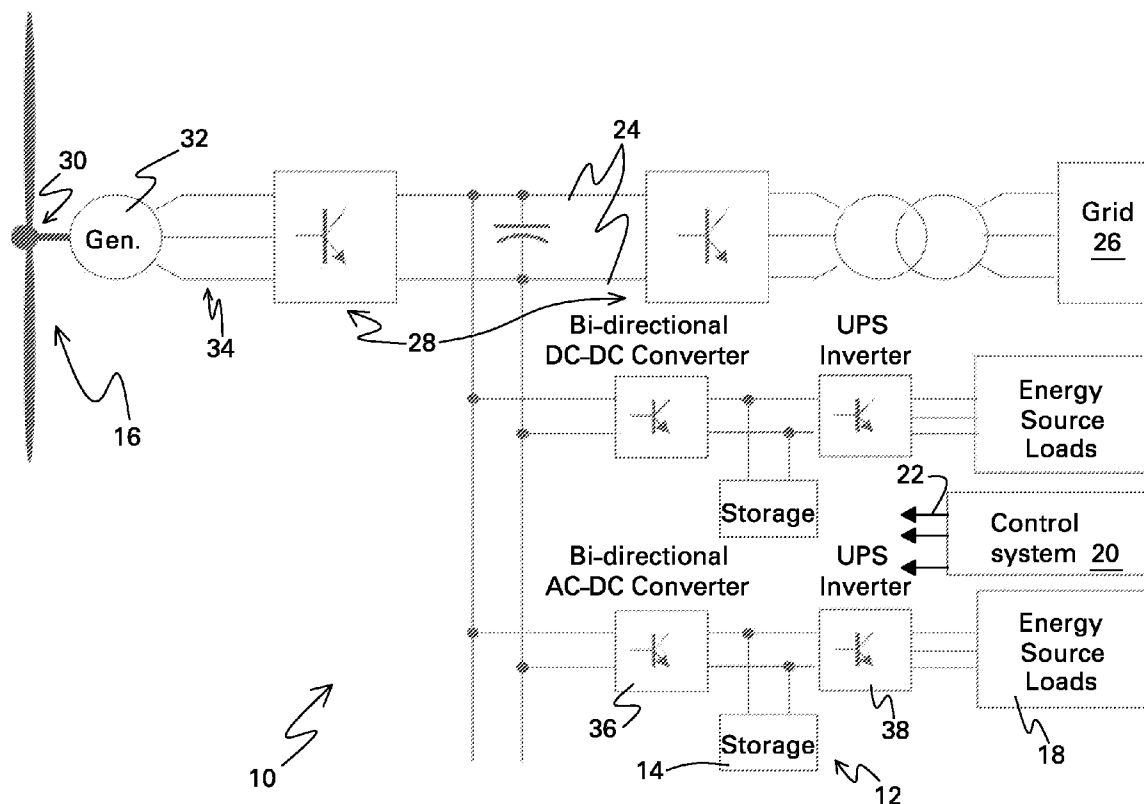 24
32
30
Gen.
Grid
26
34
28
Bi-directional
DC-DC Converter
UPS
Inverter
16
Energy
Source
Loads
22
Storage
Control
system 20
Bi-directional
AC-DC Converter
UPS
Inverter
Energy
Source
Loads
36
38
18
Storage
14
12
10